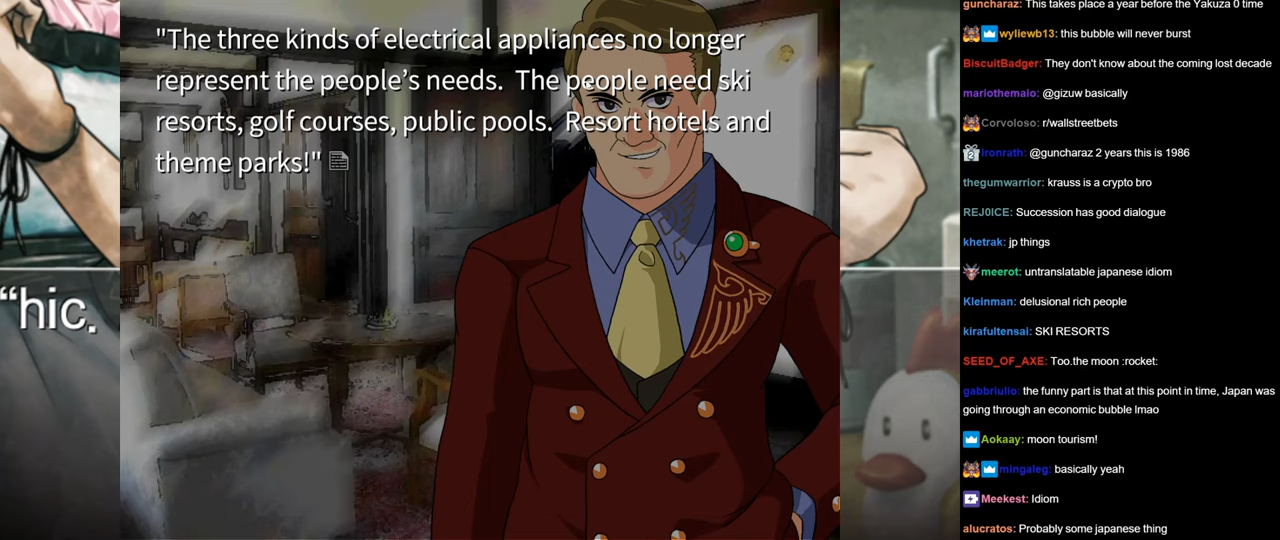 "The three kinds of electrical appliances no longer
represent the people's needs.  The people need ski
resorts, golf courses, public pools.  Resort hotels and
theme parks!"
"hic.
guncharaz: This takes place a year before the Yakuza 0 time
wyliewb13: this bubble will never burst
BiscuitBadger: They don't know about the coming lost decade
mariothemalo: @gizuw basically
Corvoloso: r/wallstreetbets
2 ironrath: @guncharaz 2 years this is 1986
thegumwarrior: krauss is a crypto bro
REJ0ICE: Succession has good dialogue
khetrak: jp things
meerot: untranslatable japanese idiom
Kleinman: delusional rich people
kirafultensai: SKI RESORTS
SEED_OF_AXE: Too.the moon :rocket:
gabbriulio: the funny part is that at this point in time, Japan was
going through an economic bubble lmao
Aokaay: moon tourism!
mingaleg: basically yeah
Meekest: Idiom
alucratos: Probably some japanese thing